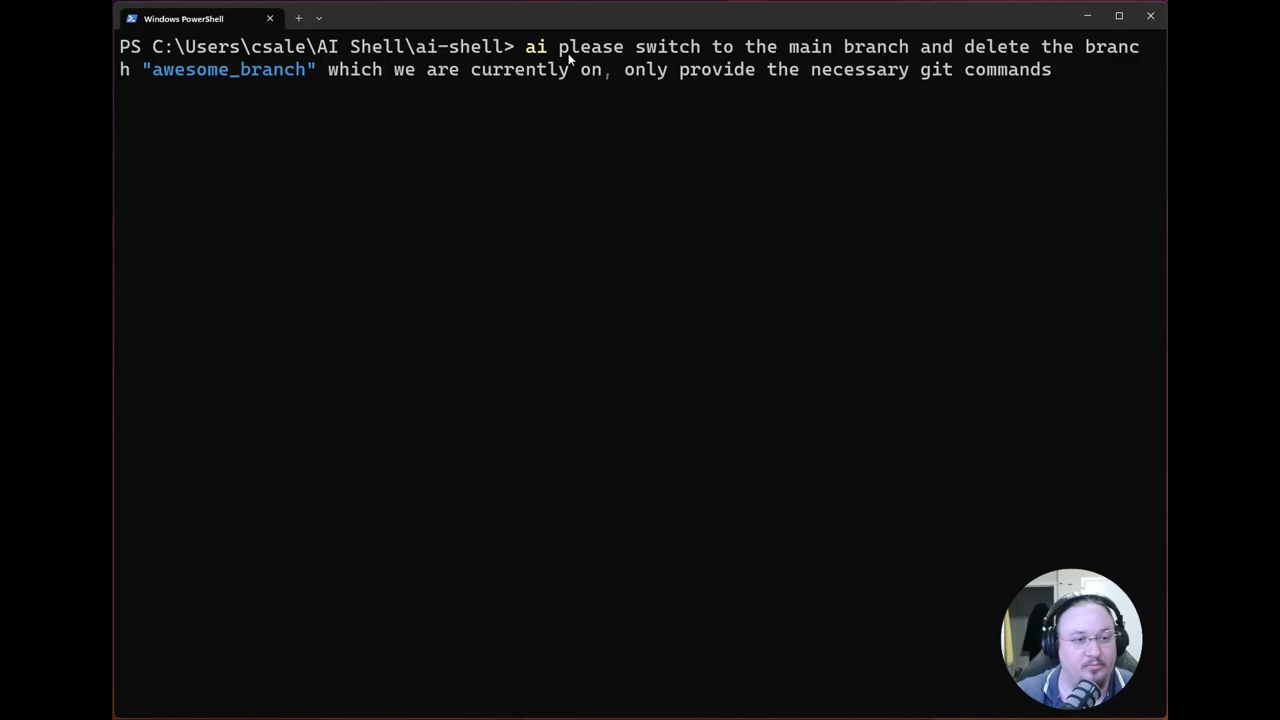 Windows PowerShell
PS C:\Users\csale\AI Shell\ai-shell> ai please switch to the main branch and delete the branc
h "awesome_branch" which we are currently on, only provide the necessary git commands